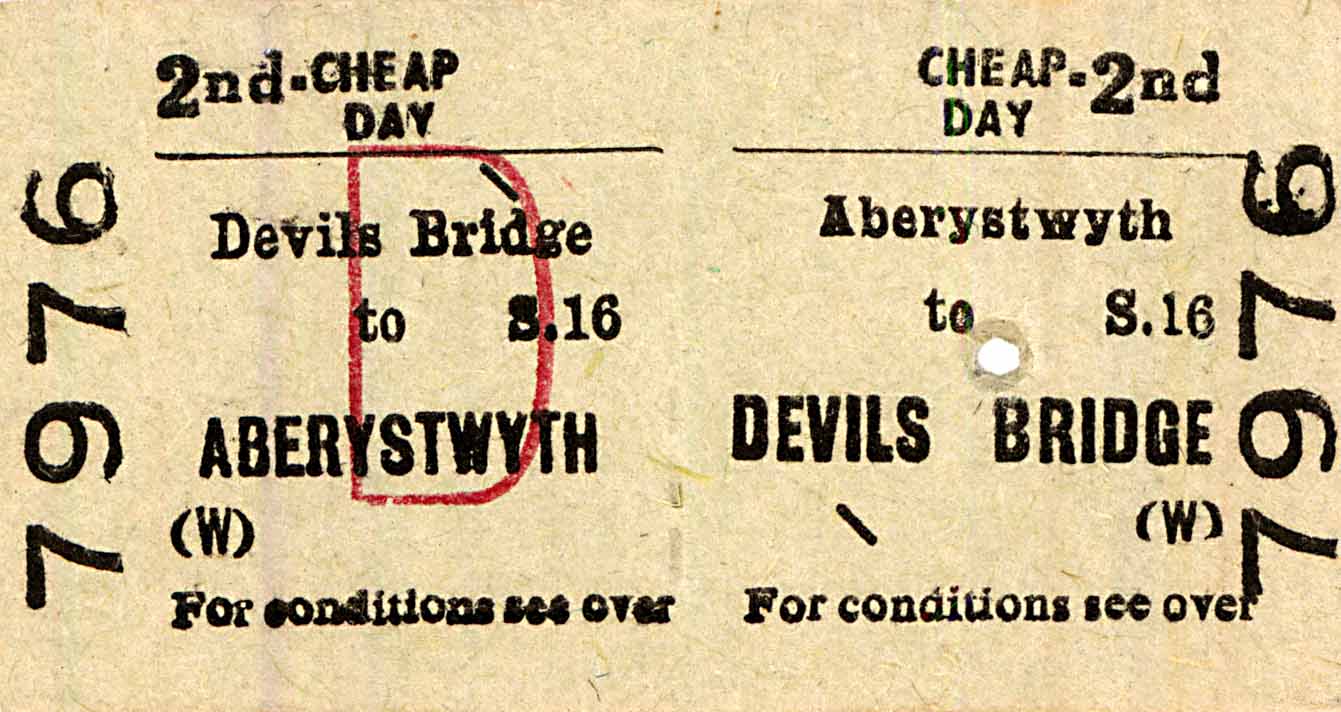 2nd-CHEAP
DAY
Devils Bridge
to S.16
ABERYSTWYTH
(W)
For conditions see over
7976
D
CHEAP-2nd
DAY
Aberystwyth
to S.16
DEVILS BRIDGE
(W)
For conditions see over
7976